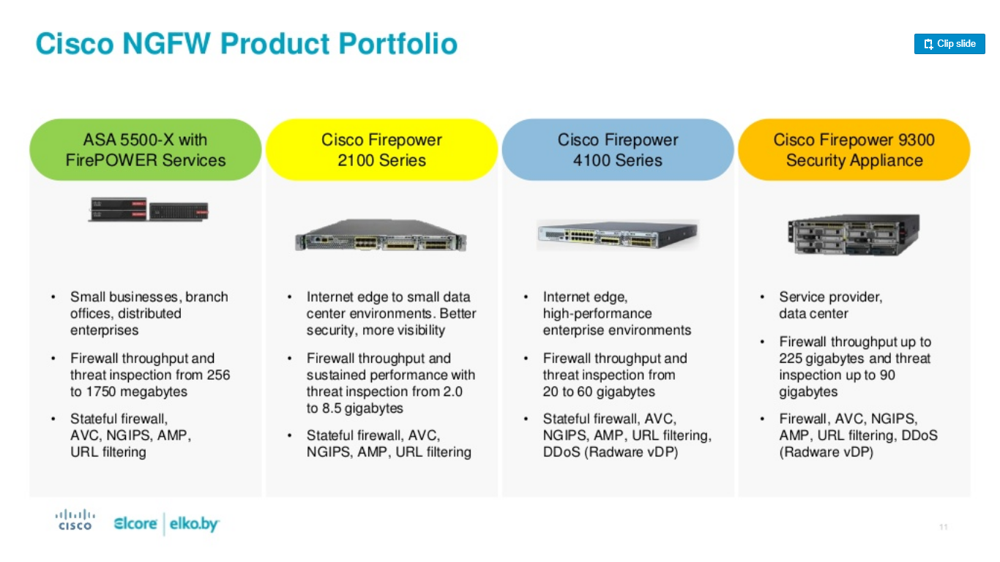 Cisco NGFW Product Portfolio
Clip slide
ASA 5500-X with
FirePOWER Services
• Small businesses, branch
offices, distributed
enterprises
• Firewall throughput and
threat inspection from 256
to 1750 megabytes
• Stateful firewall,
AVC, NGIPS, AMP,
URL filtering
Cisco Firepower
2100 Series
• Internet edge to small data
center environments. Better
security, more visibility
• Firewall throughput and
sustained performance with
threat inspection from 2.0
to 8.5 gigabytes
• Stateful firewall, AVC,
NGIPS, AMP, URL filtering
Cisco Firepower
4100 Series
• Internet edge,
high-performance
enterprise environments
• Firewall throughput and
threat inspection from
20 to 60 gigabytes
• Stateful firewall, AVC,
NGIPS, AMP, URL filtering,
DDoS (Radware vDP)
Cisco Firepower 9300
Security Appliance
• Service provider,
data center
• Firewall throughput up to
225 gigabytes and threat
inspection up to 90
gigabytes
• Firewall, AVC, NGIPS,
AMP, URL filtering, DDoS
(Radware vDP)
CISCO
Elcore | elko.by
11